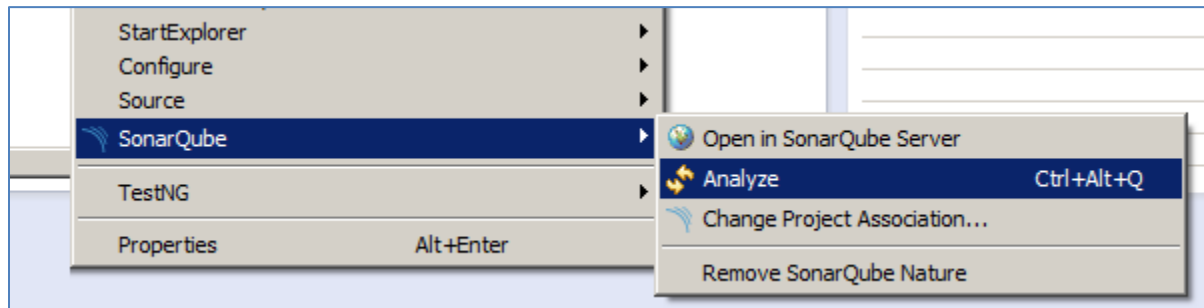 StartExplorer
Configure
Source
SonarQube
TestNG
Properties Alt+Enter
Open in SonarQube Server
Analyze Ctrl+Alt+Q
Change Project Association...
Remove SonarQube Nature